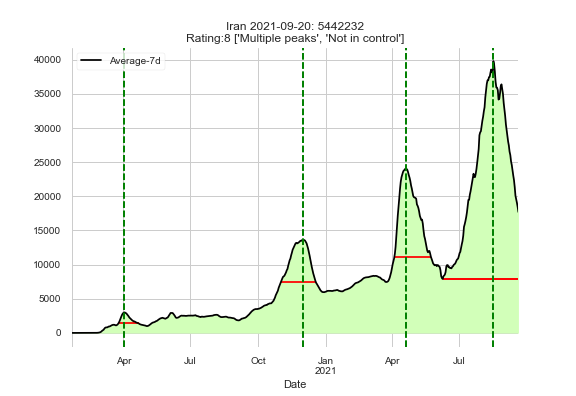 Iran 2021-09-20: 5442232
Rating:8 ['Multiple peaks', 'Not in control']
Average-7d
40000
35000
30000
25000
20000
15000
10000
5000
0
Apr
Jul
Oct
Jan
2021
Apr
Jul
Date